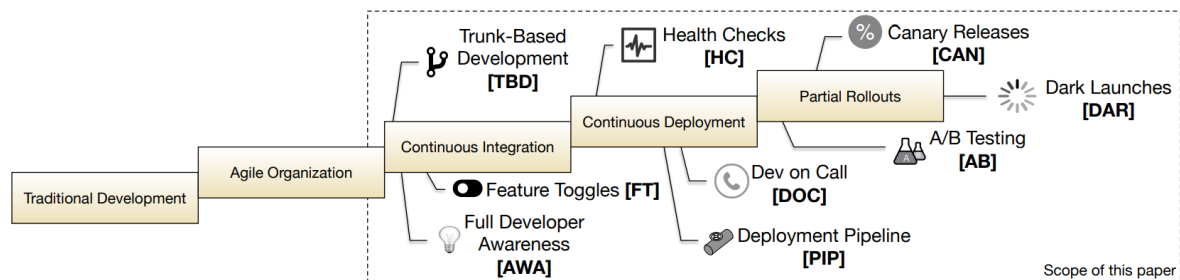 Traditional Development
Agile Organization
Continuous Integration
Trunk-Based
Development
[TBD]
Feature Toggles [FT]
Full Developer
Awareness
[AWA]
Continuous Deployment
Health Checks
[HC]
Dev on Call
[DOC]
Deployment Pipeline
[PIP]
Partial Rollouts
%
Canary Releases
[CAN]
Dark Launches
[DAR]
A
A/B Testing
[AB]
Scope of this paper